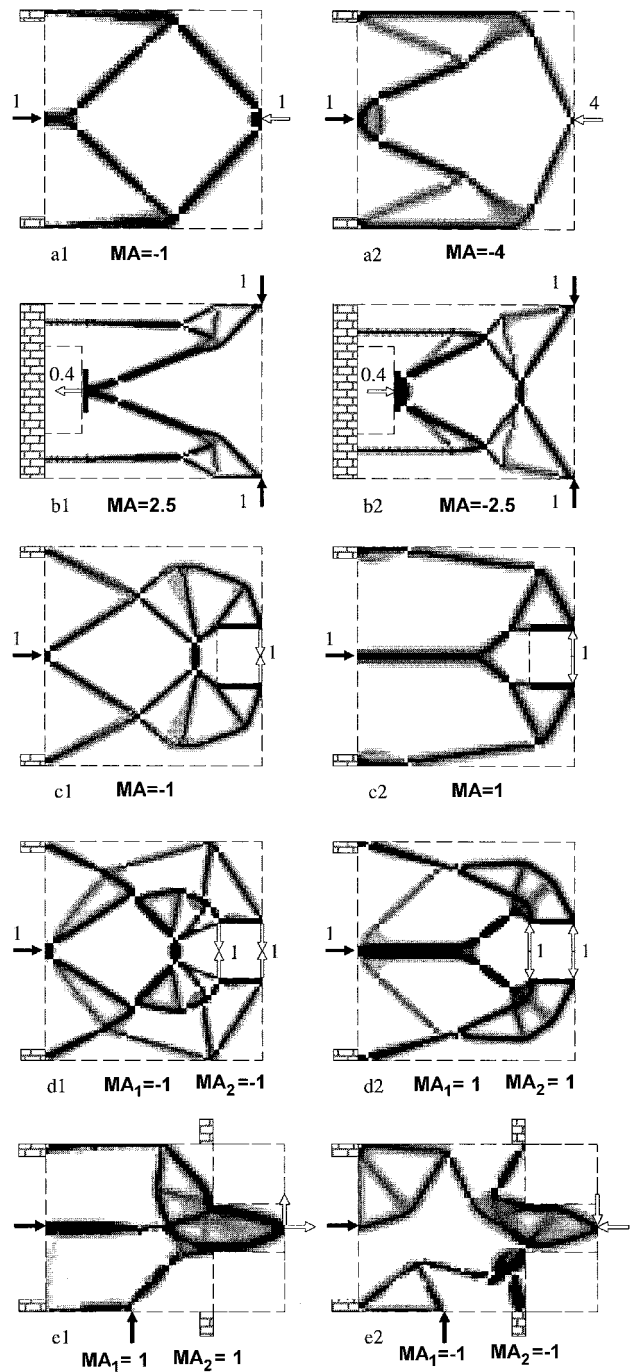 1 1 1 4
a1 MA=-1 a2 MA=-4
1 1
0.4 0.4
b1 MA=2.5 1 b2 MA=-2.5 1
1 1 1 1
c1 MA=-1 c2 MA=1
1 1 1 1 1 1
d1 MA₁=-1 MA₂=-1 d2 MA₁= 1 MA₂= 1
e1 e2
MA₁= 1 MA₂= 1 MA₁=-1 MA₂=-1